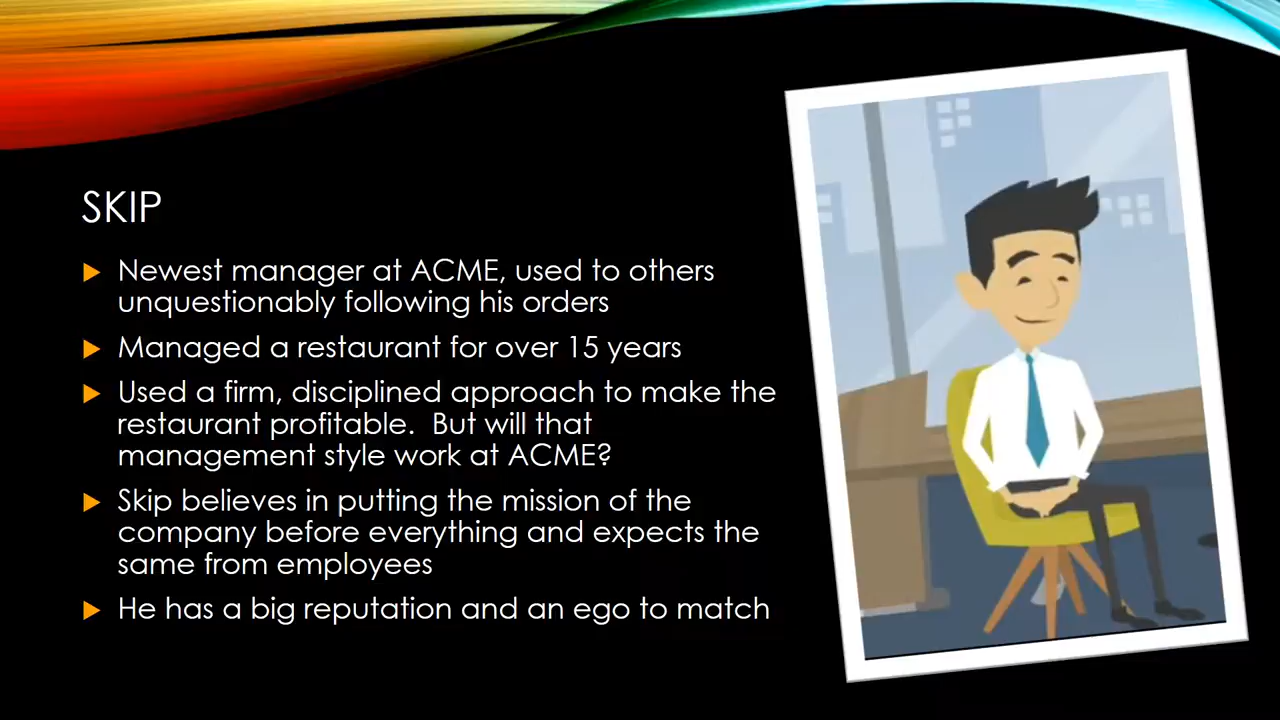 SKIP
Newest manager at ACME, used to others
unquestionably following his orders
Managed a restaurant for over 15 years
Used a firm, disciplined approach to make the
restaurant profitable.  But will that
management style work at ACME?
Skip believes in putting the mission of the
company before everything and expects the
same from employees
He has a big reputation and an ego to match